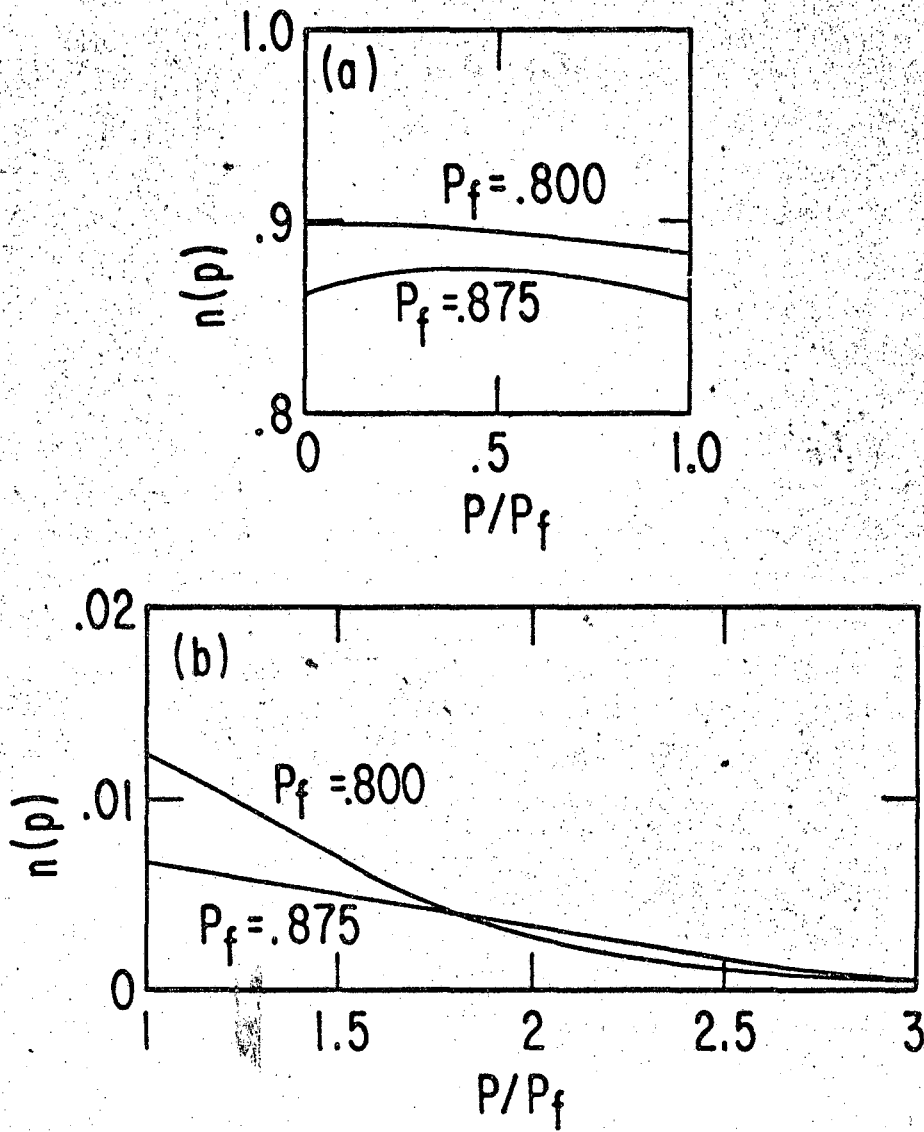 1.0
(a)
P_f = .800
.9
n(p)
P_f = .875
.8
0 .5 1.0
P/P_f
.02
(b)
P_f = .800
.01
n(p)
P_f = .875
0
1 1.5 2 2.5 3
P/P_f